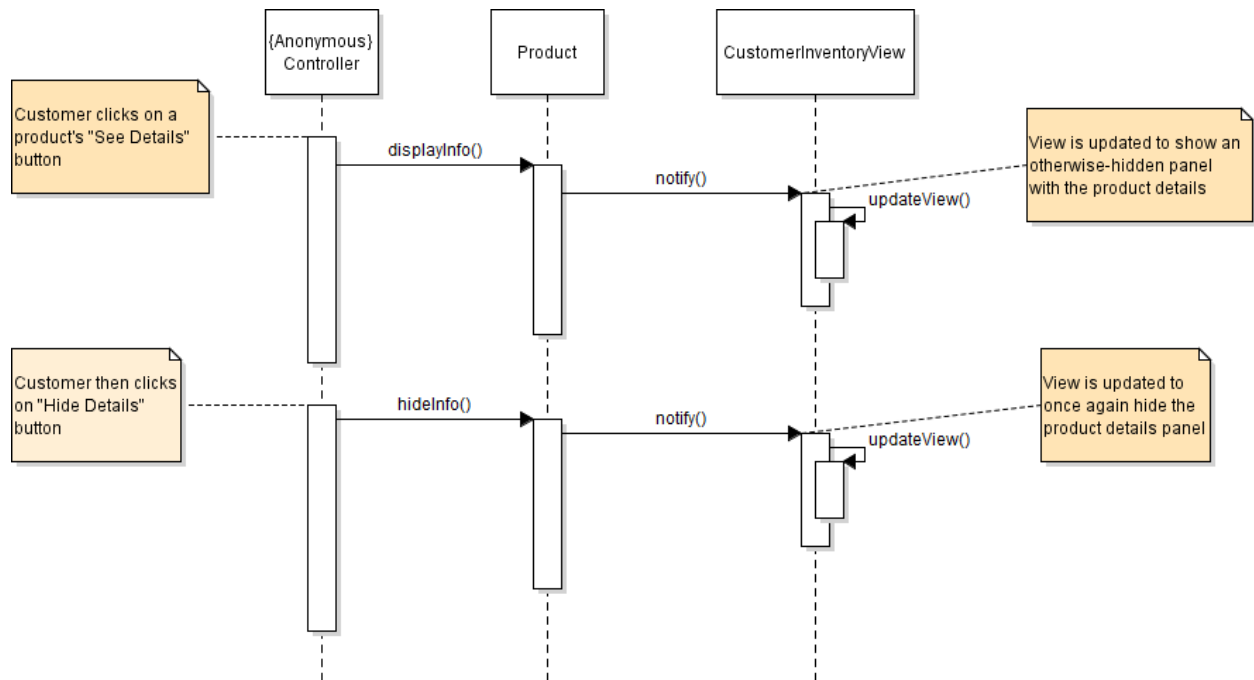 {Anonymous}
Controller
Product
CustomerInventoryView
Customer clicks on a
product's "See Details"
button
displayInfo()
notify()
updateView()
View is updated to show an
otherwise-hidden panel
with the product details
Customer then clicks
on "Hide Details"
button
hideInfo()
notify()
updateView()
View is updated to
once again hide the
product details panel